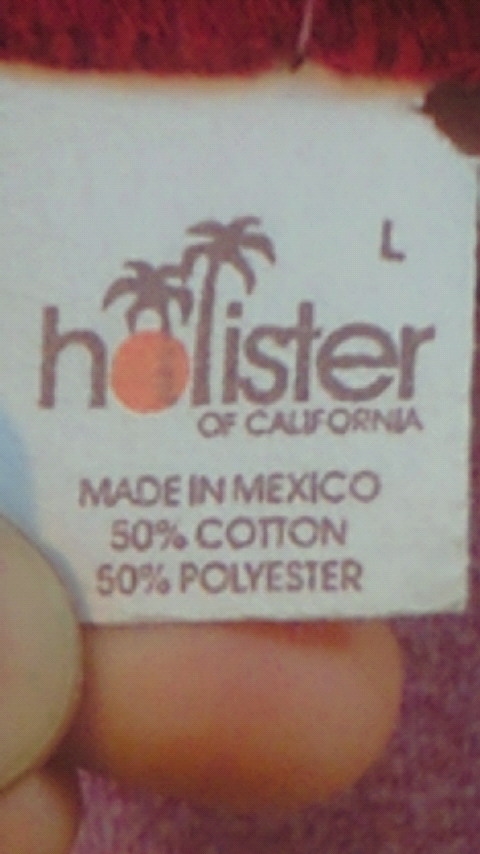 L
hollister
OF CALIFORNIA
MADE IN MEXICO
50% COTTON
50% POLYESTER